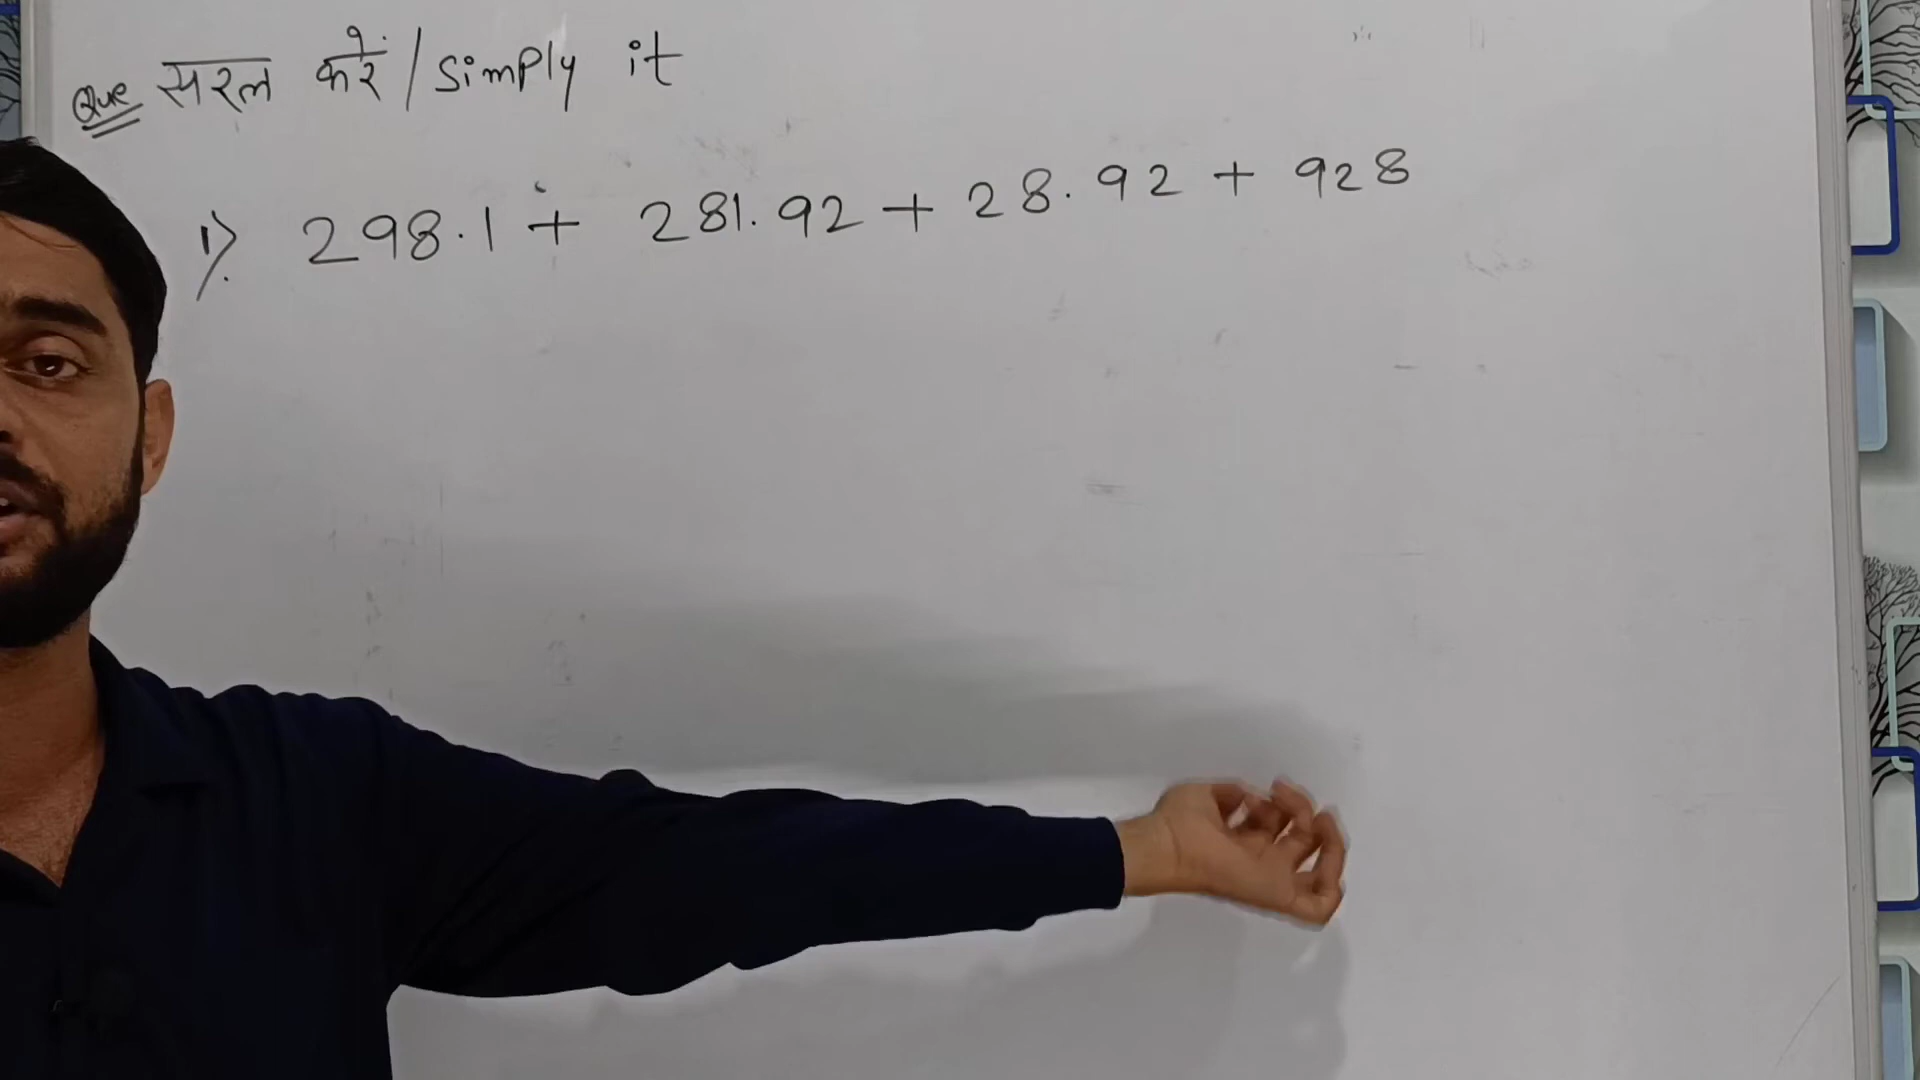 Que सरल करें / Simply it
1). 298.1 + 281.92 + 28.92 + 928